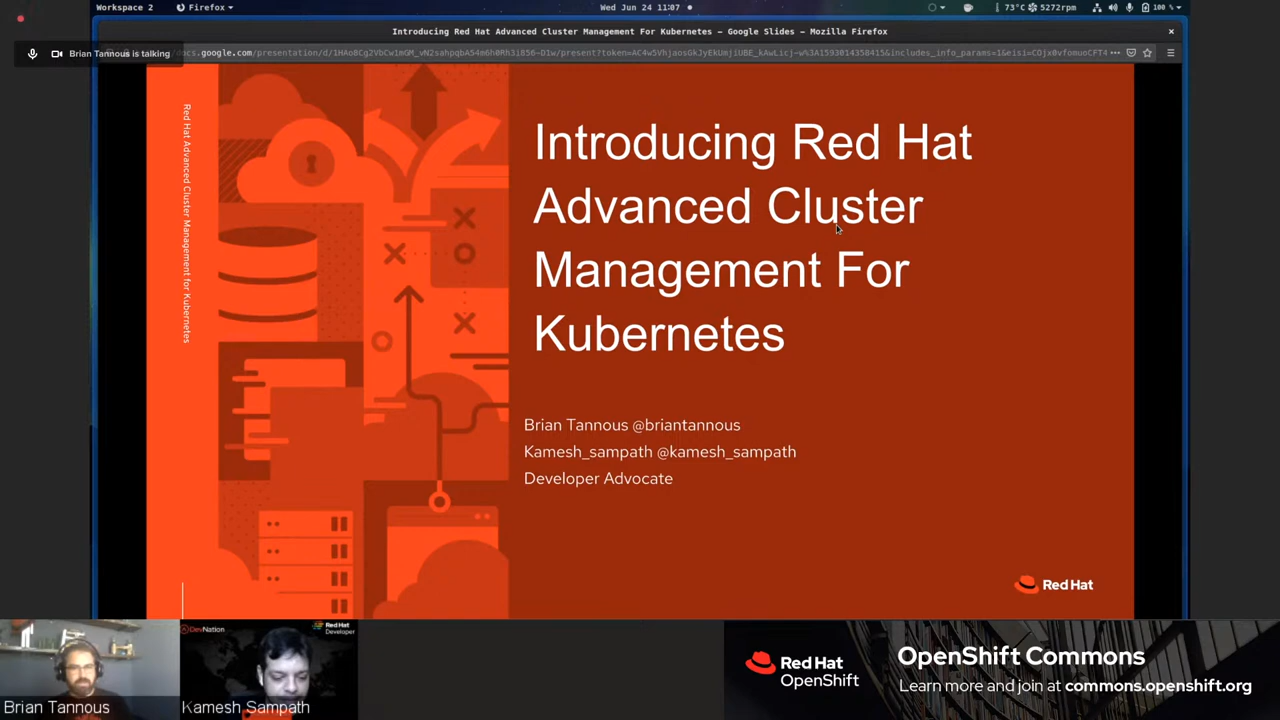 Workspace 2
Firefox
Wed Jun 24 11:07
73°C
5272rpm
100 %
Introducing Red Hat Advanced Cluster Management For Kubernetes – Google Slides – Mozilla Firefox
Brian Tannous is talking
Red Hat Advanced Cluster Management for Kubernetes
Introducing Red Hat
Advanced Cluster
Management For
Kubernetes
Brian Tannous @briantannous
Kamesh_sampath @kamesh_sampath
Developer Advocate
Red Hat
DevNation
Red Hat
Developer
Brian Tannous
Kamesh Sampath
Red Hat
OpenShift
OpenShift Commons
Learn more and join at commons.openshift.org